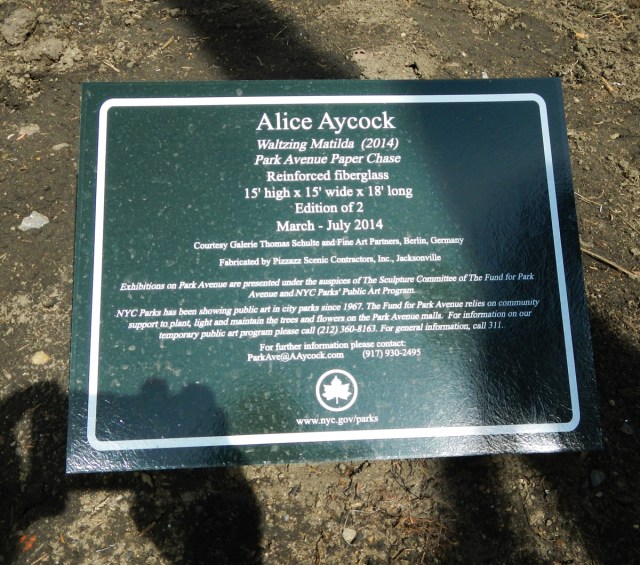 Alice Aycock
Waltzing Matilda (2014)
Park Avenue Paper Chase
Reinforced fiberglass
15' high x 15' wide x 18' long
Edition of 2
March - July 2014
Courtesy Galerie Thomas Schulte and Fine Art Partners, Berlin, Germany
Fabricated by Pizzazz Scenic Contractors, Inc., Jacksonville
Exhibitions on Park Avenue are presented under the auspices of The Sculpture Committee of The Fund for Park
Avenue and NYC Parks' Public Art Program.
NYC Parks has been showing public art in city parks since 1967. The Fund for Park Avenue relies on community
support to plant, light and maintain the trees and flowers on the Park Avenue malls. For information on our
temporary public art program please call (212) 360-8163. For general information, call 311.
For further information please contact:
ParkAve@AAycock.com (917) 930-2495
www.nyc.gov/parks